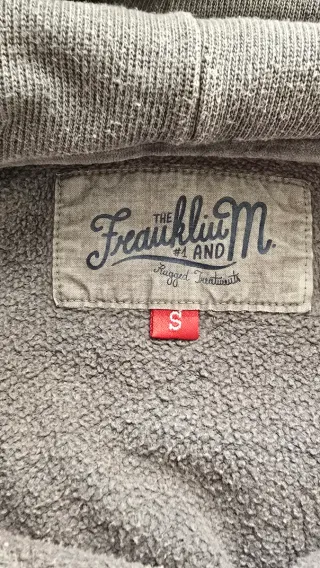 THE
Frauklin M.
#1 AND
Rugged Treatments
S